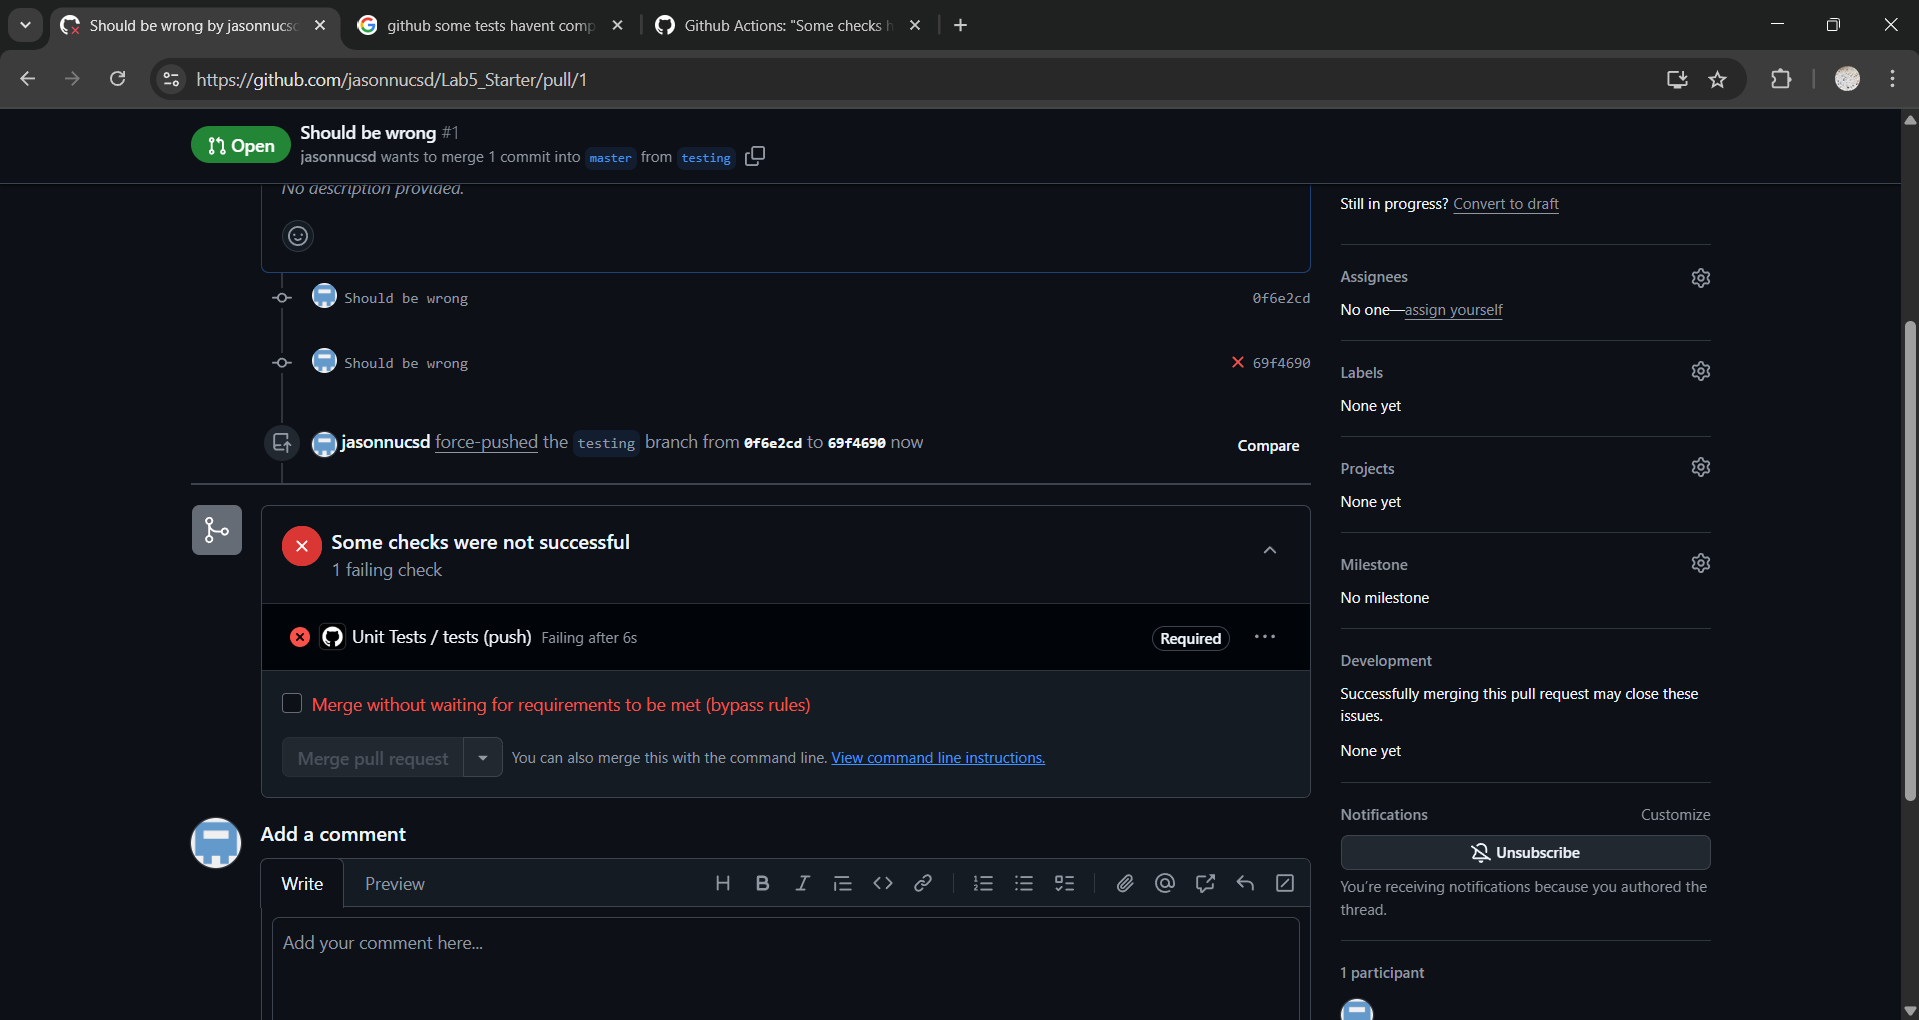 Should be wrong by jasonnucsd
github some tests havent comp
Github Actions: "Some checks h
https://github.com/jasonnucsd/Lab5_Starter/pull/1
Open
Should be wrong #1
jasonnucsd wants to merge 1 commit into master from testing
No description provided.
Should be wrong
0f6e2cd
Should be wrong
69f4690
jasonnucsd force-pushed the testing branch from 0f6e2cd to 69f4690 now
Compare
Some checks were not successful
1 failing check
Unit Tests / tests (push) Failing after 6s
Required
Merge without waiting for requirements to be met (bypass rules)
Merge pull request
You can also merge this with the command line. View command line instructions.
Add a comment
Write
Preview
Add your comment here...
Still in progress? Convert to draft
Assignees
No one—assign yourself
Labels
None yet
Projects
None yet
Milestone
No milestone
Development
Successfully merging this pull request may close these
issues.
None yet
Notifications
Customize
Unsubscribe
You're receiving notifications because you authored the
thread.
1 participant